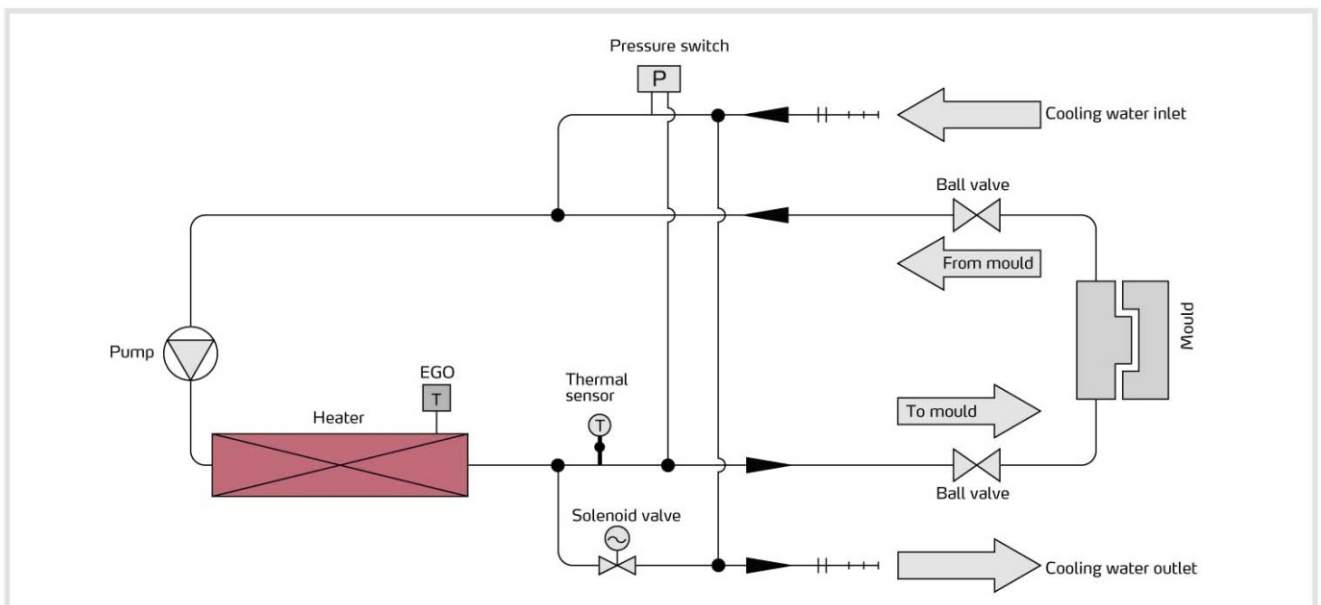 Pressure switch
P
Cooling water inlet
Ball valve
From mould
Mould
Pump
EGO
T
Thermal
sensor
T
Heater
To mould
Ball valve
Solenoid valve
Cooling water outlet